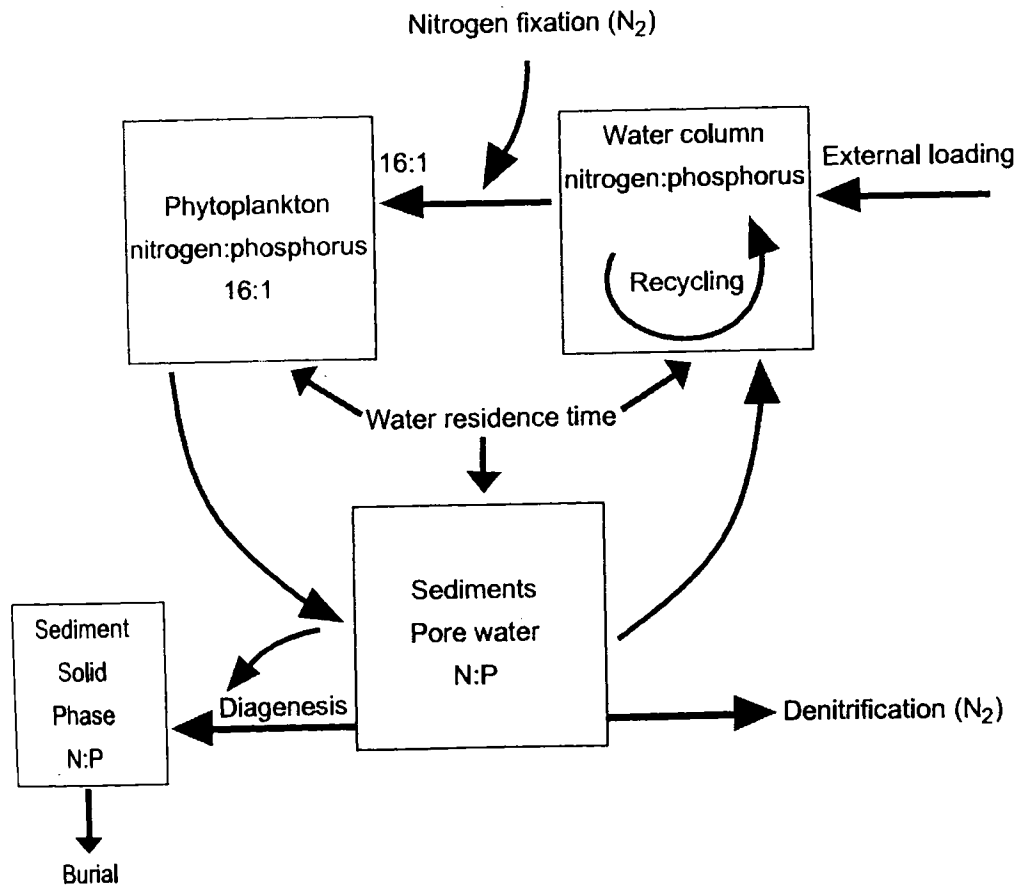 Nitrogen fixation (N₂)
Phytoplankton
nitrogen:phosphorus
16:1
16:1
Water column
nitrogen:phosphorus
Recycling
External loading
Water residence time
Sediments
Pore water
N:P
Sediment
Solid
Phase
N:P
Diagenesis
Denitrification (N₂)
Burial